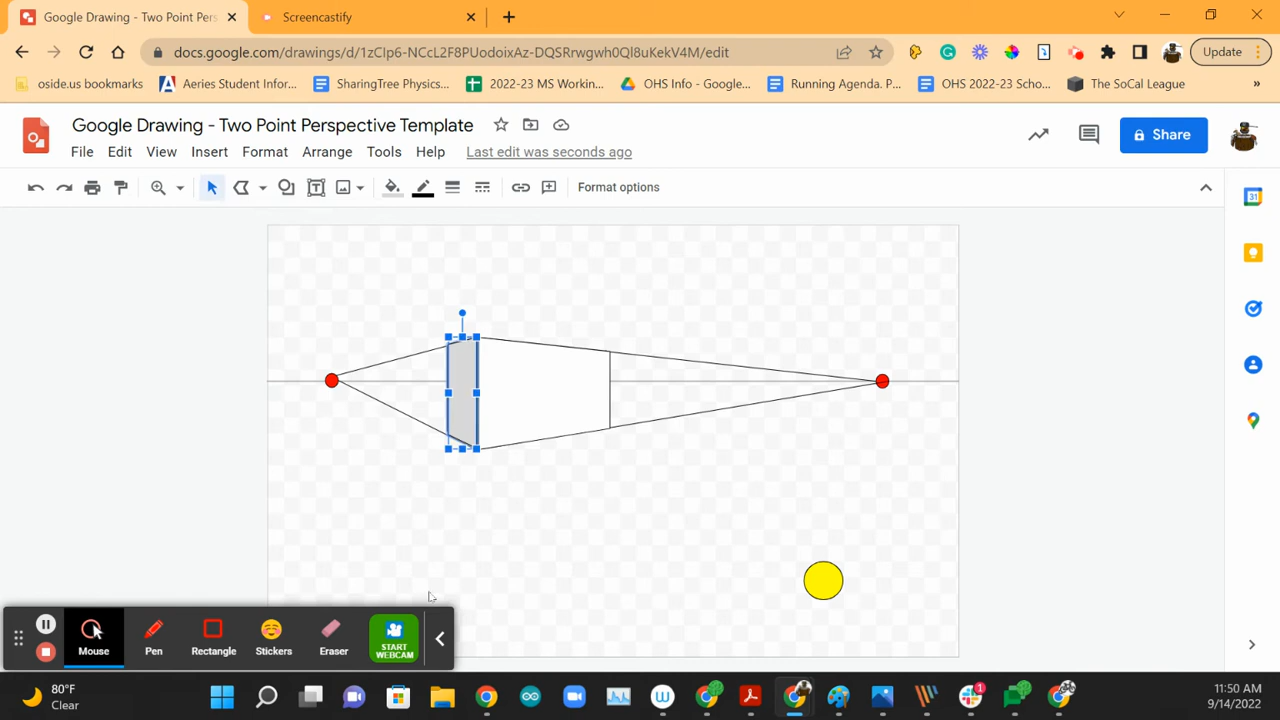 Google Drawing - Two Point Pers
Screencastify
docs.google.com/drawings/d/1zClp6-NCcL2F8PUodoixAz-DQSRrwgwh0Ql8uKekV4M/edit
Update
oside.us bookmarks
Aeries Student Infor...
SharingTree Physics...
2022-23 MS Workin...
OHS Info - Google...
Running Agenda. P...
OHS 2022-23 Scho...
The SoCal League
»
Google Drawing - Two Point Perspective Template
File Edit View Insert Format Arrange Tools Help Last edit was seconds ago
Share
Format options
31
Mouse
Pen
Rectangle
Stickers
Eraser
START
WEBCAM
80°F
Clear
1
11:50 AM
9/14/2022